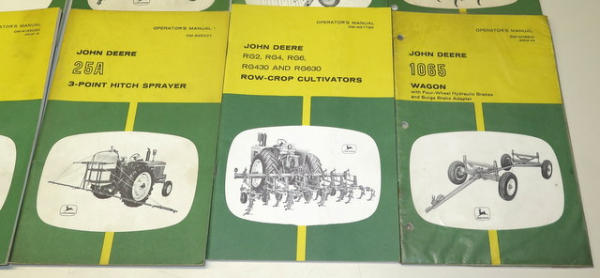 OPERATOR'S MANUAL
JOHN DEERE
25A
3-POINT HITCH SPRAYER
OPERATOR'S MANUAL
JOHN DEERE
RG2, RG4, RG6,
RG430 AND RG630
ROW-CROP CULTIVATORS
OPERATOR'S MANUAL
JOHN DEERE
1065
WAGON
with Four-Wheel Hydraulic Brakes
and Surge Brake Adapter